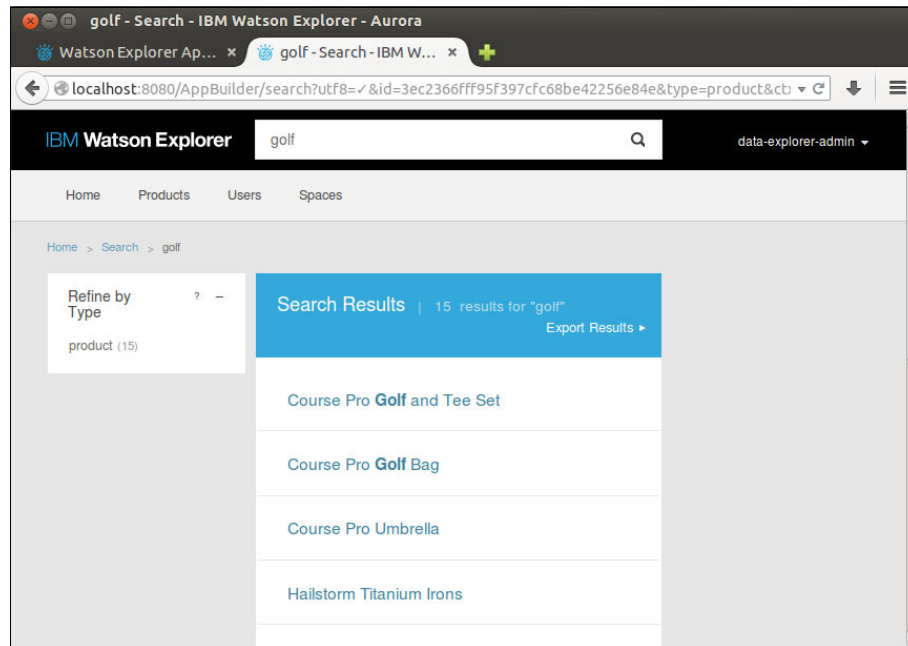 golf - Search - IBM Watson Explorer - Aurora
Watson Explorer Ap... × golf - Search - IBM W... ×
localhost:8080/AppBuilder/search?utf8=✓&id=3ec2366fff95f397cfc68be42256e84e&type=product&ct
IBM Watson Explorer golf data-explorer-admin
Home Products Users Spaces
Home > Search > golf
Refine by Type ? –
product (15)
Search Results | 15 results for "golf"
Export Results ▸
Course Pro Golf and Tee Set
Course Pro Golf Bag
Course Pro Umbrella
Hailstorm Titanium Irons